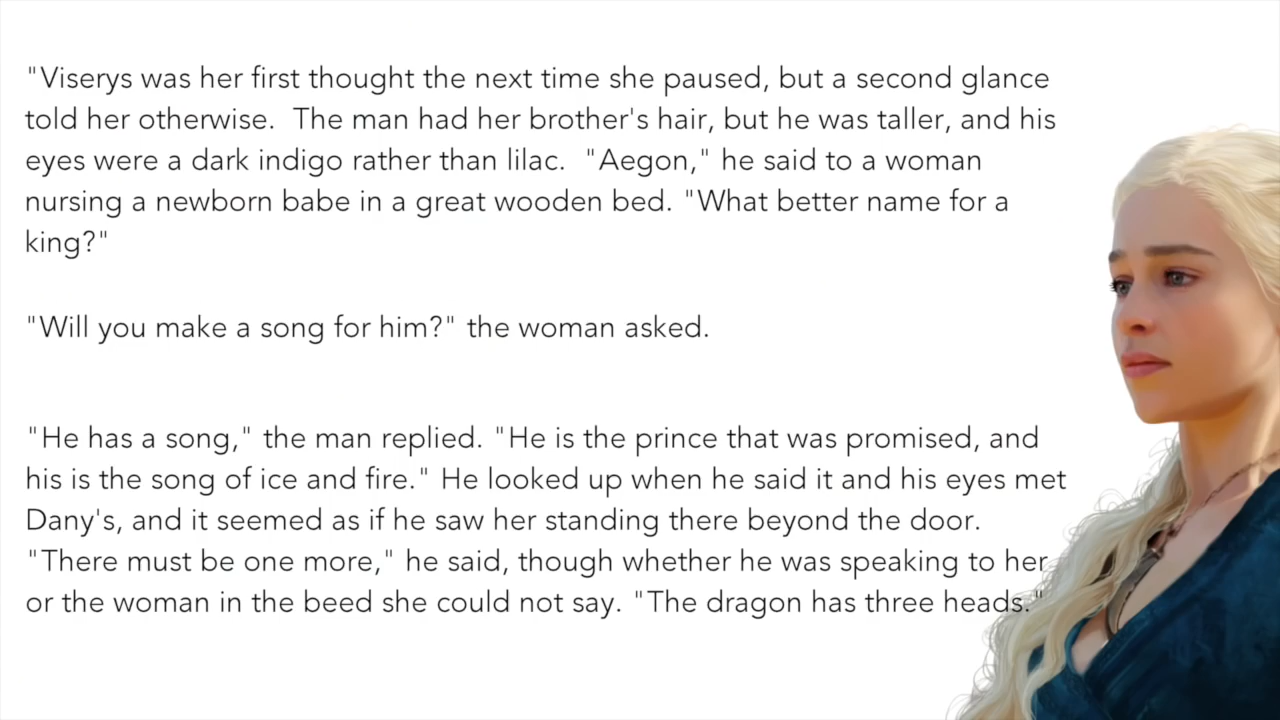 "Viserys was her first thought the next time she paused, but a second glance
told her otherwise.  The man had her brother's hair, but he was taller, and his
eyes were a dark indigo rather than lilac.  "Aegon," he said to a woman
nursing a newborn babe in a great wooden bed. "What better name for a
king?"
"Will you make a song for him?" the woman asked.
"He has a song," the man replied. "He is the prince that was promised, and
his is the song of ice and fire." He looked up when he said it and his eyes met
Dany's, and it seemed as if he saw her standing there beyond the door.
"There must be one more," he said, though whether he was speaking to her
or the woman in the beed she could not say. "The dragon has three heads."